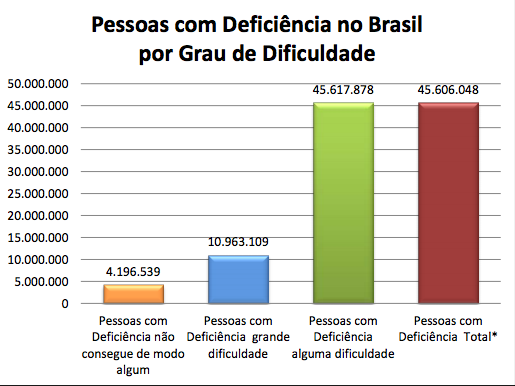 Pessoas com Deficiência no Brasil
por Grau de Dificuldade
50.000.000
45.000.000
40.000.000
35.000.000
30.000.000
25.000.000
20.000.000
15.000.000
10.000.000
5.000.000
0
4.196.539
10.963.109
45.617.878
45.606.048
Pessoas com
Deficiência não
consegue de modo
algum
Pessoas com
Deficiência grande
dificuldade
Pessoas com
Deficiência
alguma dificuldade
Pessoas com
Deficiência Total*